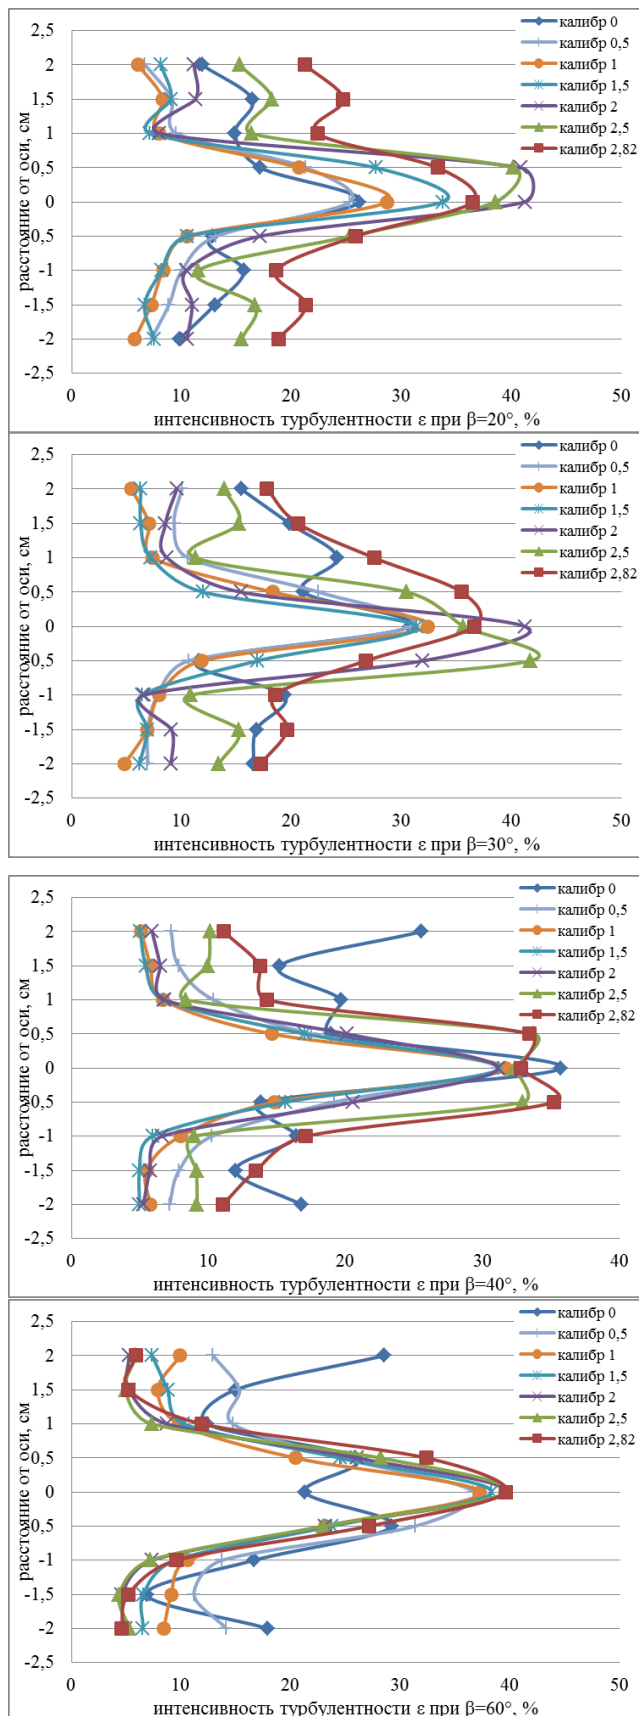 2,5
2
1,5
1
0,5
0
-0,5
-1
-1,5
-2
-2,5
расстояние от оси, см
калибр 0
калибр 0,5
калибр 1
калибр 1,5
калибр 2
калибр 2,5
калибр 2,82
0 10 20 30 40 50
интенсивность турбулентности ε при β=20°, %
2,5
2
1,5
1
0,5
0
-0,5
-1
-1,5
-2
-2,5
расстояние от оси, см
калибр 0
калибр 0,5
калибр 1
калибр 1,5
калибр 2
калибр 2,5
калибр 2,82
0 10 20 30 40 50
интенсивность турбулентности ε при β=30°, %
2,5
2
1,5
1
0,5
0
-0,5
-1
-1,5
-2
-2,5
расстояние от оси, см
калибр 0
калибр 0,5
калибр 1
калибр 1,5
калибр 2
калибр 2,5
калибр 2,82
0 10 20 30 40
интенсивность турбулентности ε при β=40°, %
2,5
2
1,5
1
0,5
0
-0,5
-1
-1,5
-2
-2,5
расстояние от оси, см
калибр 0
калибр 0,5
калибр 1
калибр 1,5
калибр 2
калибр 2,5
калибр 2,82
0 10 20 30 40 50
интенсивность турбулентности ε при β=60°, %